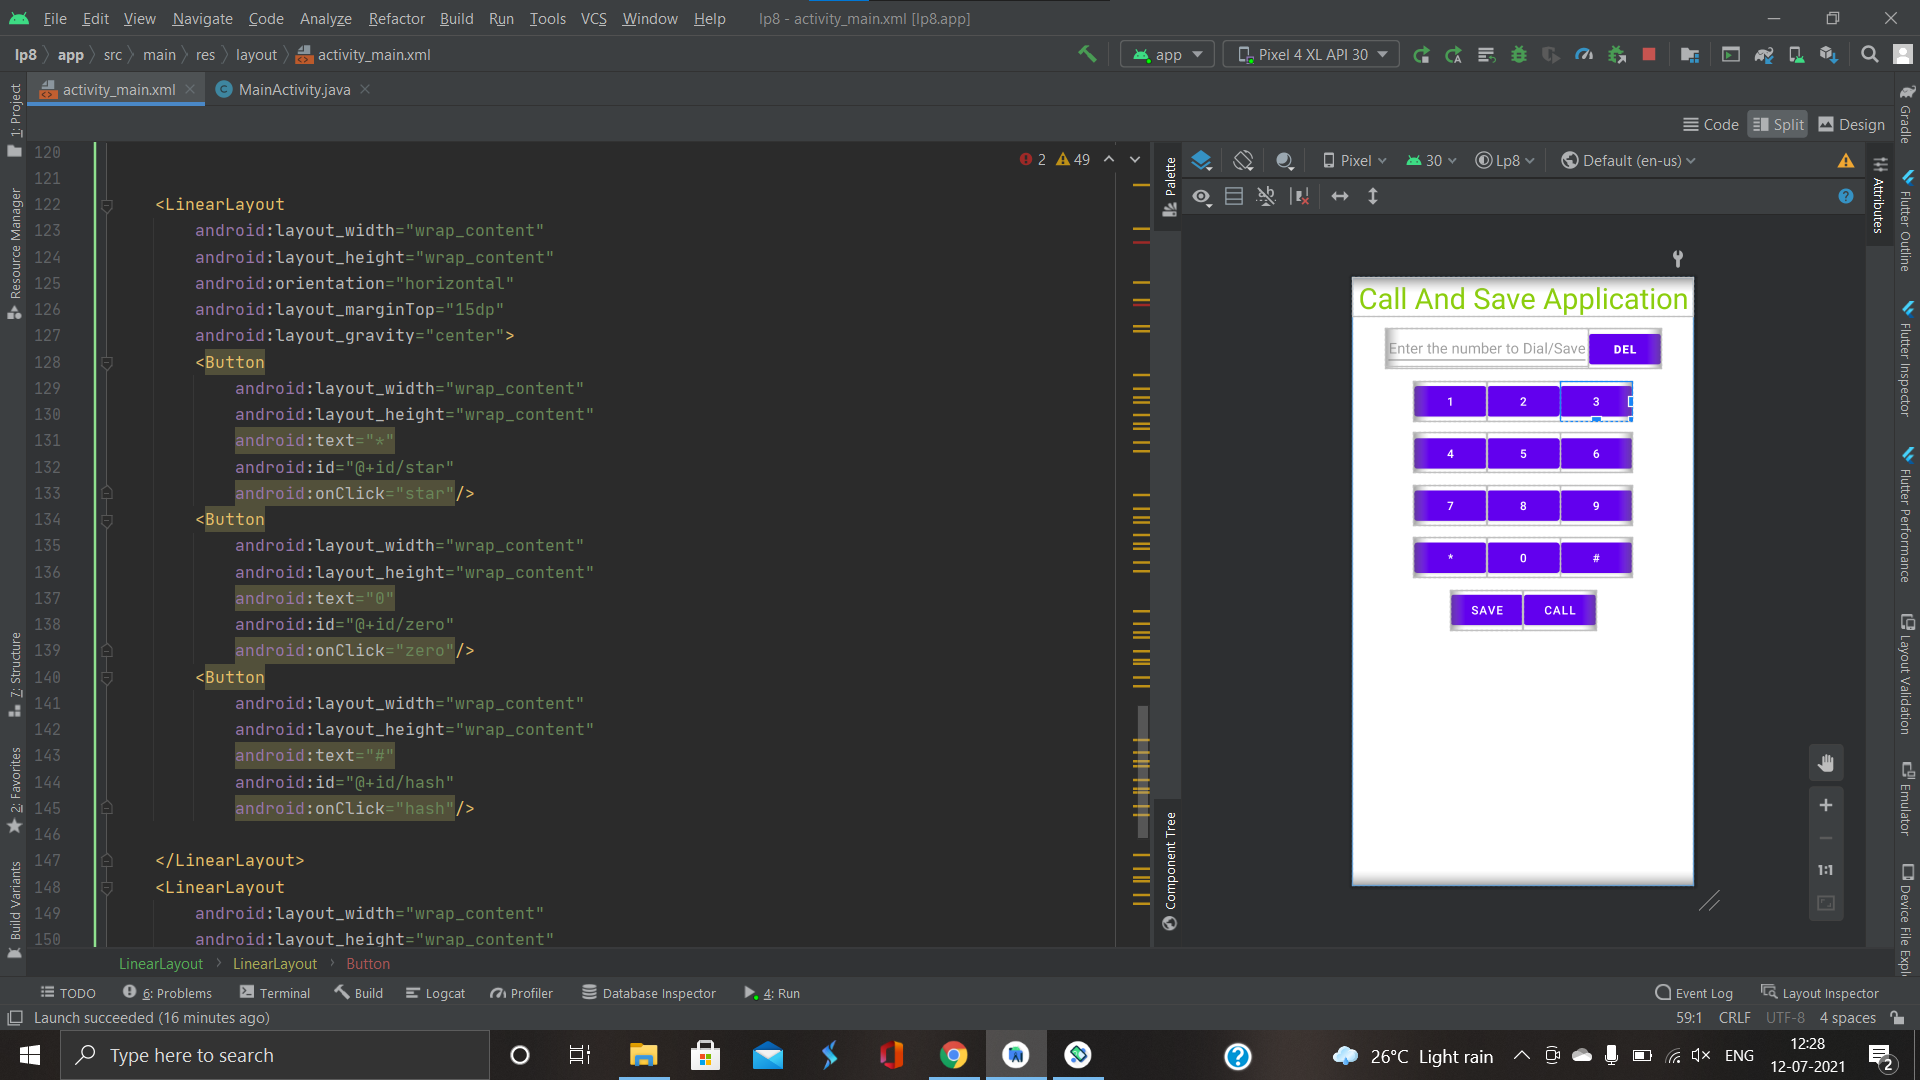 File Edit View Navigate Code Analyze Refactor Build Run Tools VCS Window Help lp8 - activity_main.xml [lp8.app]
lp8 app src main res layout activity_main.xml app Pixel 4 XL API 30
activity_main.xml MainActivity.java
Code Split Design
1: Project
Resource Manager
7: Structure
2: Favorites
Build Variants
2 49
120
121
122 <LinearLayout
123 android:layout_width="wrap_content"
124 android:layout_height="wrap_content"
125 android:orientation="horizontal"
126 android:layout_marginTop="15dp"
127 android:layout_gravity="center">
128 <Button
129 android:layout_width="wrap_content"
130 android:layout_height="wrap_content"
131 android:text="*"
132 android:id="@+id/star"
133 android:onClick="star"/>
134 <Button
135 android:layout_width="wrap_content"
136 android:layout_height="wrap_content"
137 android:text="0"
138 android:id="@+id/zero"
139 android:onClick="zero"/>
140 <Button
141 android:layout_width="wrap_content"
142 android:layout_height="wrap_content"
143 android:text="#"
144 android:id="@+id/hash"
145 android:onClick="hash"/>
146
147 </LinearLayout>
148 <LinearLayout
149 android:layout_width="wrap_content"
150 android:layout_height="wrap_content"
Palette
Component Tree
Pixel 30 Lp8 Default (en-us)
Call And Save Application
Enter the number to Dial/Save DEL
1 2 3
4 5 6
7 8 9
* 0 #
SAVE CALL
1:1
Attributes
Gradle
Flutter Outline
Flutter Inspector
Flutter Performance
Layout Validation
Emulator
Device File Expl
LinearLayout LinearLayout Button
TODO 6: Problems Terminal Build Logcat Profiler Database Inspector 4: Run Event Log Layout Inspector
Launch succeeded (16 minutes ago) 59:1 CRLF UTF-8 4 spaces
Type here to search 26°C Light rain ENG 12:28
12-07-2021 2